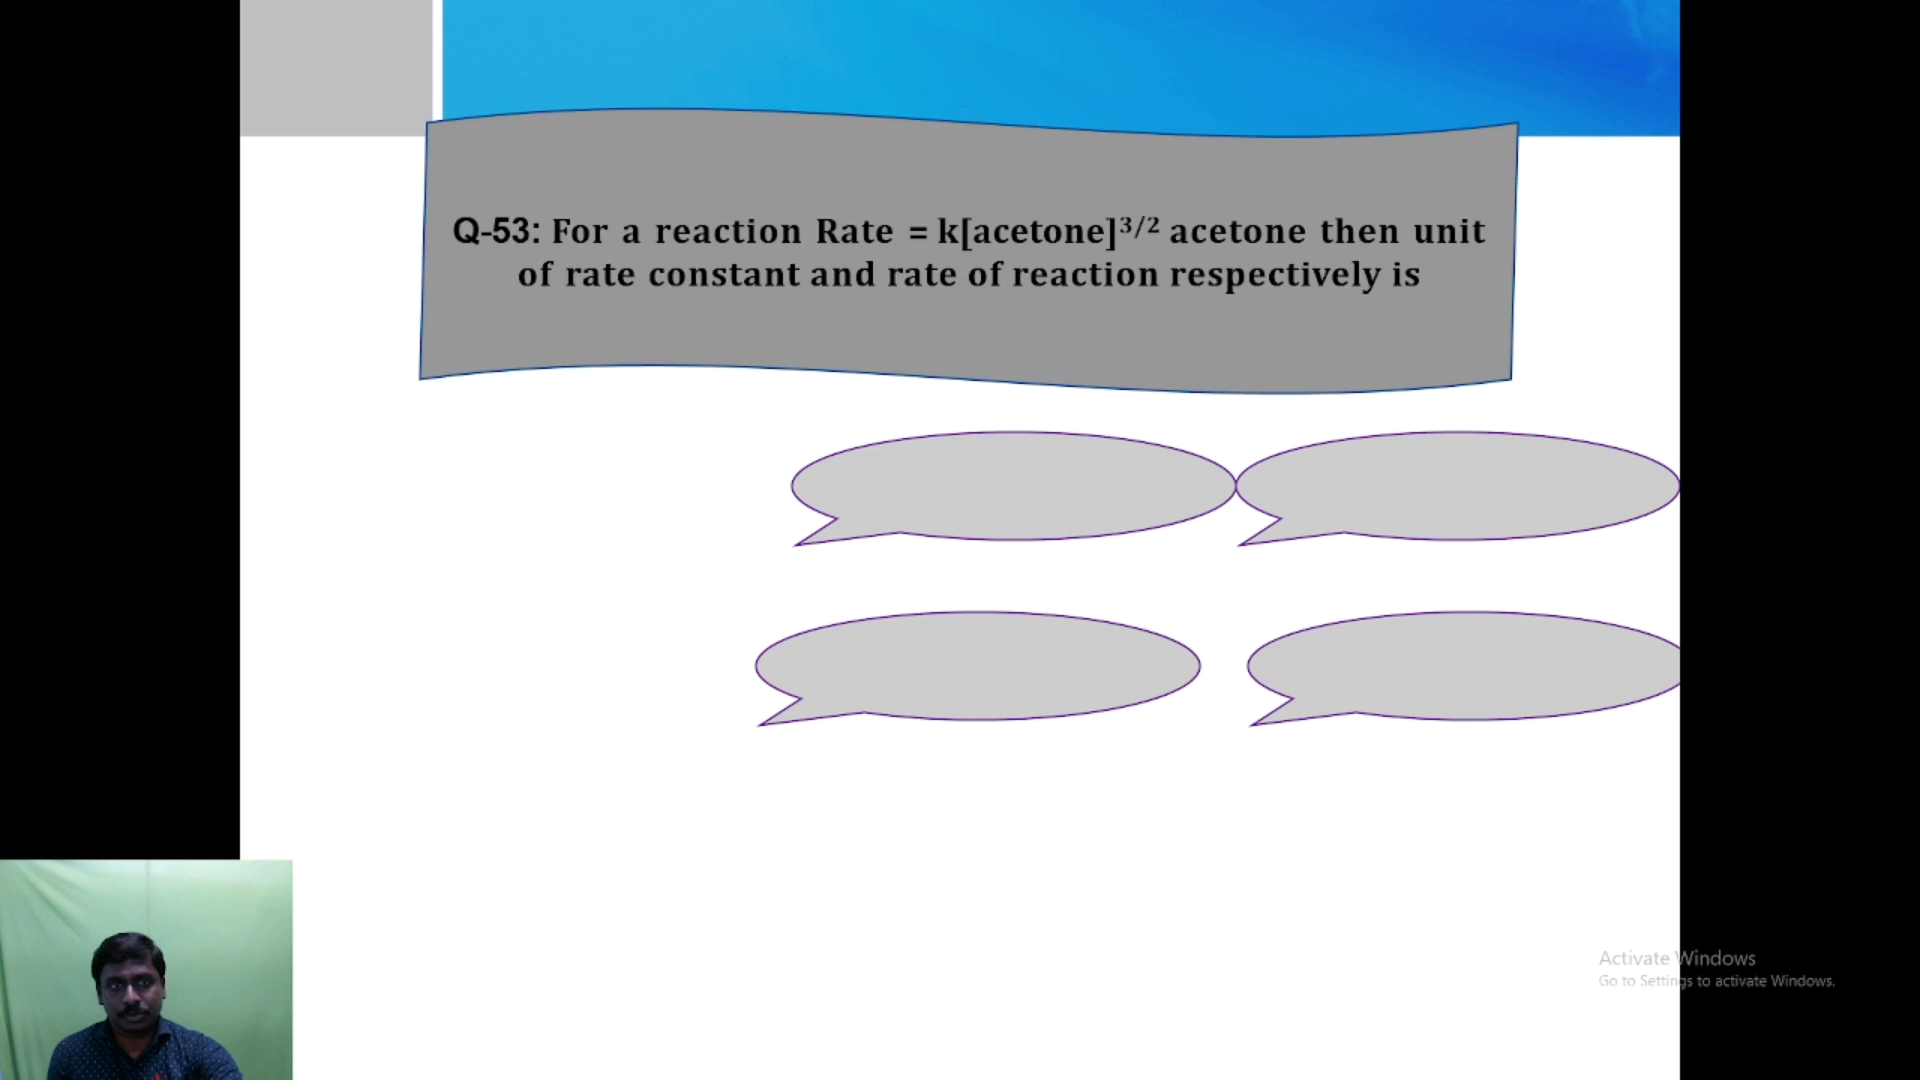 Q-53: For a reaction Rate = k[acetone]³/² acetone then unit
of rate constant and rate of reaction respectively is
Activate Windows
Go to Settings to activate Windows.